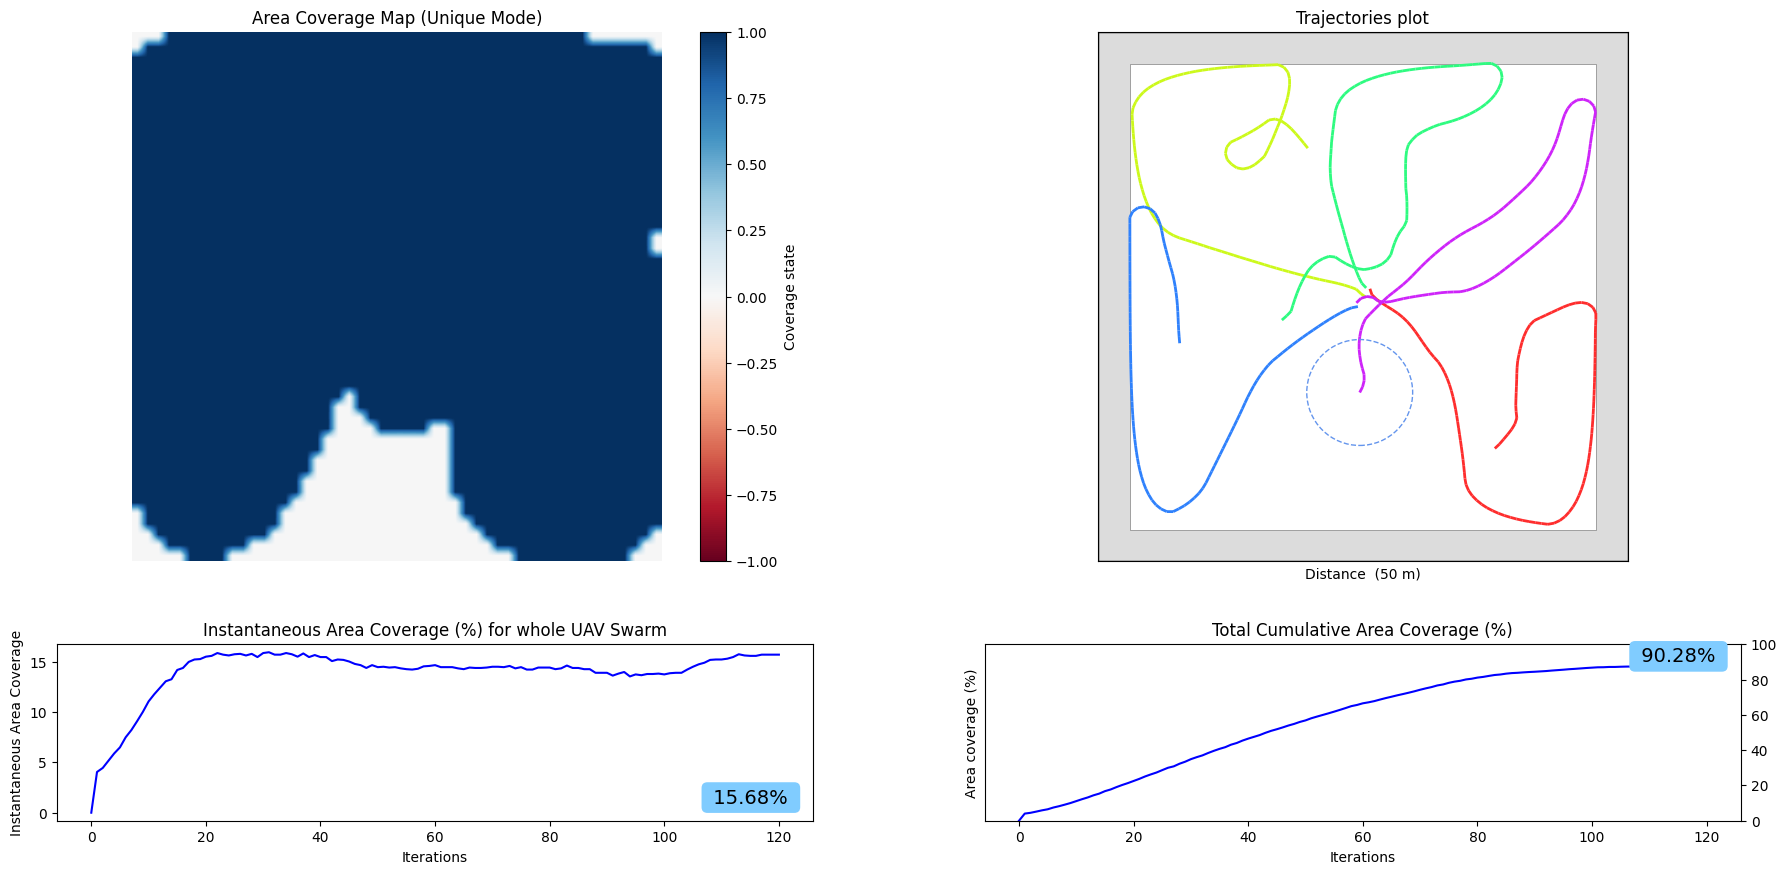 Area Coverage Map (Unique Mode)
1.00
0.75
0.50
0.25
0.00
−0.25
−0.50
−0.75
−1.00
Coverage state
Trajectories plot
Distance  (50 m)
Instantaneous Area Coverage (%) for whole UAV Swarm
Instantaneous Area Coverage
15
10
5
0
15.68%
0 20 40 60 80 100 120
Iterations
Total Cumulative Area Coverage (%)
Area coverage (%)
90.28%
100
80
60
40
20
0
0 20 40 60 80 100 120
Iterations